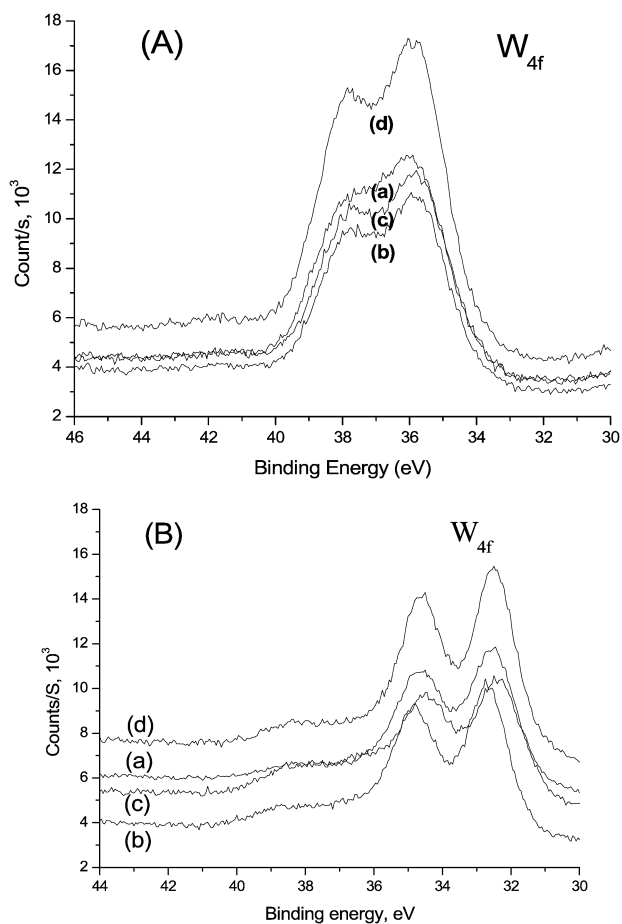 (A)
W4f
18
16
14
12
10
8
6
4
2
Count/s, 10³
(d)
(a)
(c)
(b)
46 44 42 40 38 36 34 32 30
Binding Energy (eV)
(B)
W4f
18
16
14
12
10
8
6
4
2
Counts/S, 10³
(d)
(a)
(c)
(b)
44 42 40 38 36 34 32 30
Binding energy, eV